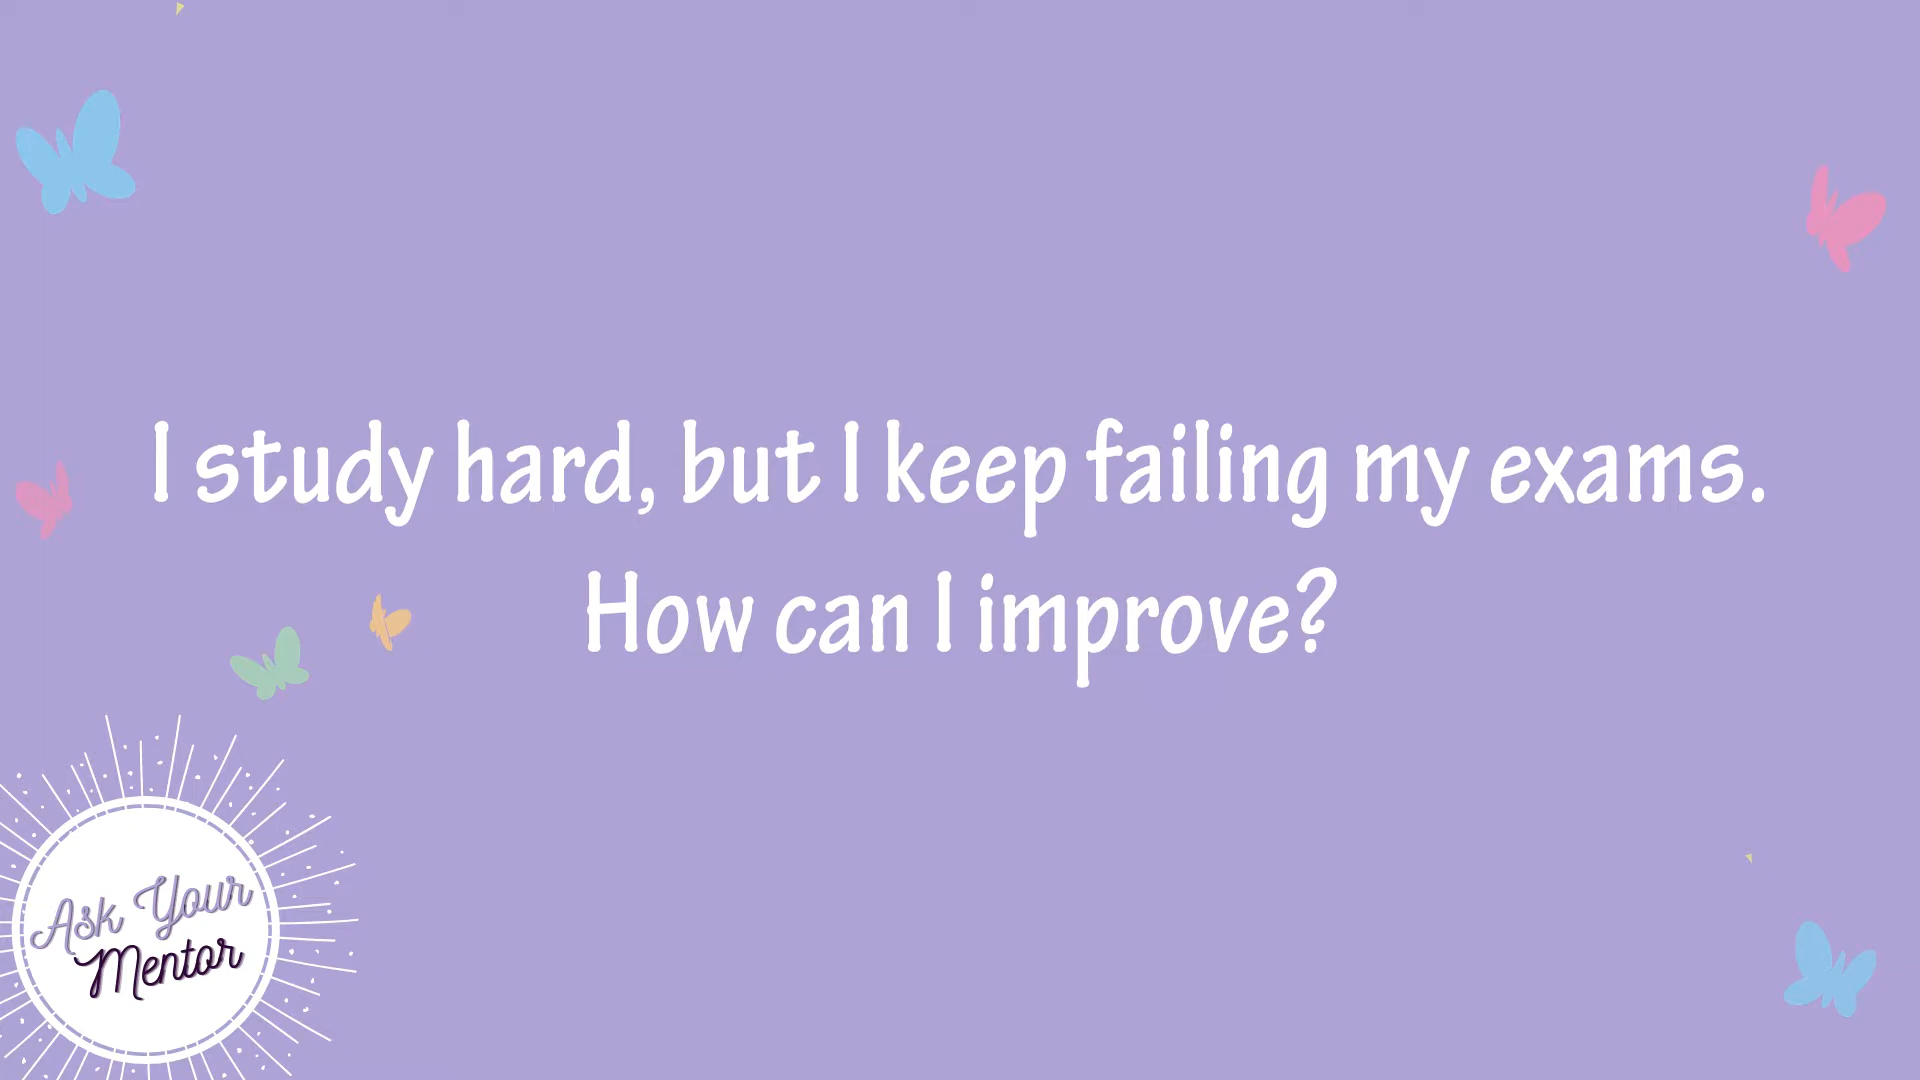 I study hard, but I keep failing my exams.
How can I improve?
Ask Your
Mentor